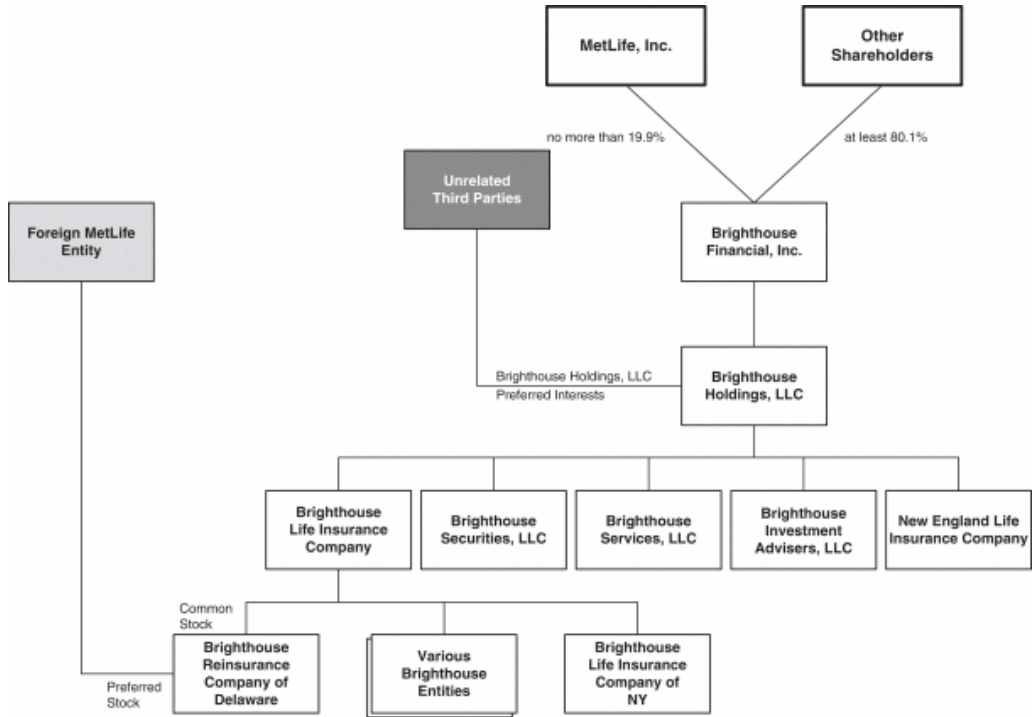 MetLife, Inc.
Other
Shareholders
no more than 19.9%
at least 80.1%
Unrelated
Third Parties
Foreign MetLife
Entity
Brighthouse
Financial, Inc.
Brighthouse Holdings, LLC
Preferred Interests
Brighthouse
Holdings, LLC
Brighthouse
Life Insurance
Company
Brighthouse
Securities, LLC
Brighthouse
Services, LLC
Brighthouse
Investment
Advisers, LLC
New England Life
Insurance Company
Common
Stock
Preferred
Stock
Brighthouse
Reinsurance
Company of
Delaware
Various
Brighthouse
Entities
Brighthouse
Life Insurance
Company of
NY